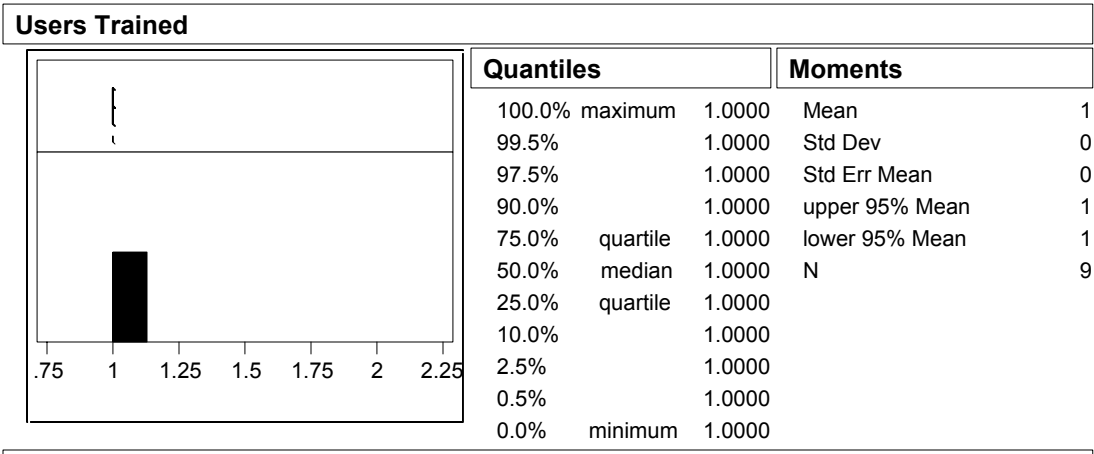 Users Trained
.75 1 1.25 1.5 1.75 2 2.25
Quantiles
100.0% maximum 1.0000
99.5% 1.0000
97.5% 1.0000
90.0% 1.0000
75.0% quartile 1.0000
50.0% median 1.0000
25.0% quartile 1.0000
10.0% 1.0000
2.5% 1.0000
0.5% 1.0000
0.0% minimum 1.0000
Moments
Mean 1
Std Dev 0
Std Err Mean 0
upper 95% Mean 1
lower 95% Mean 1
N 9